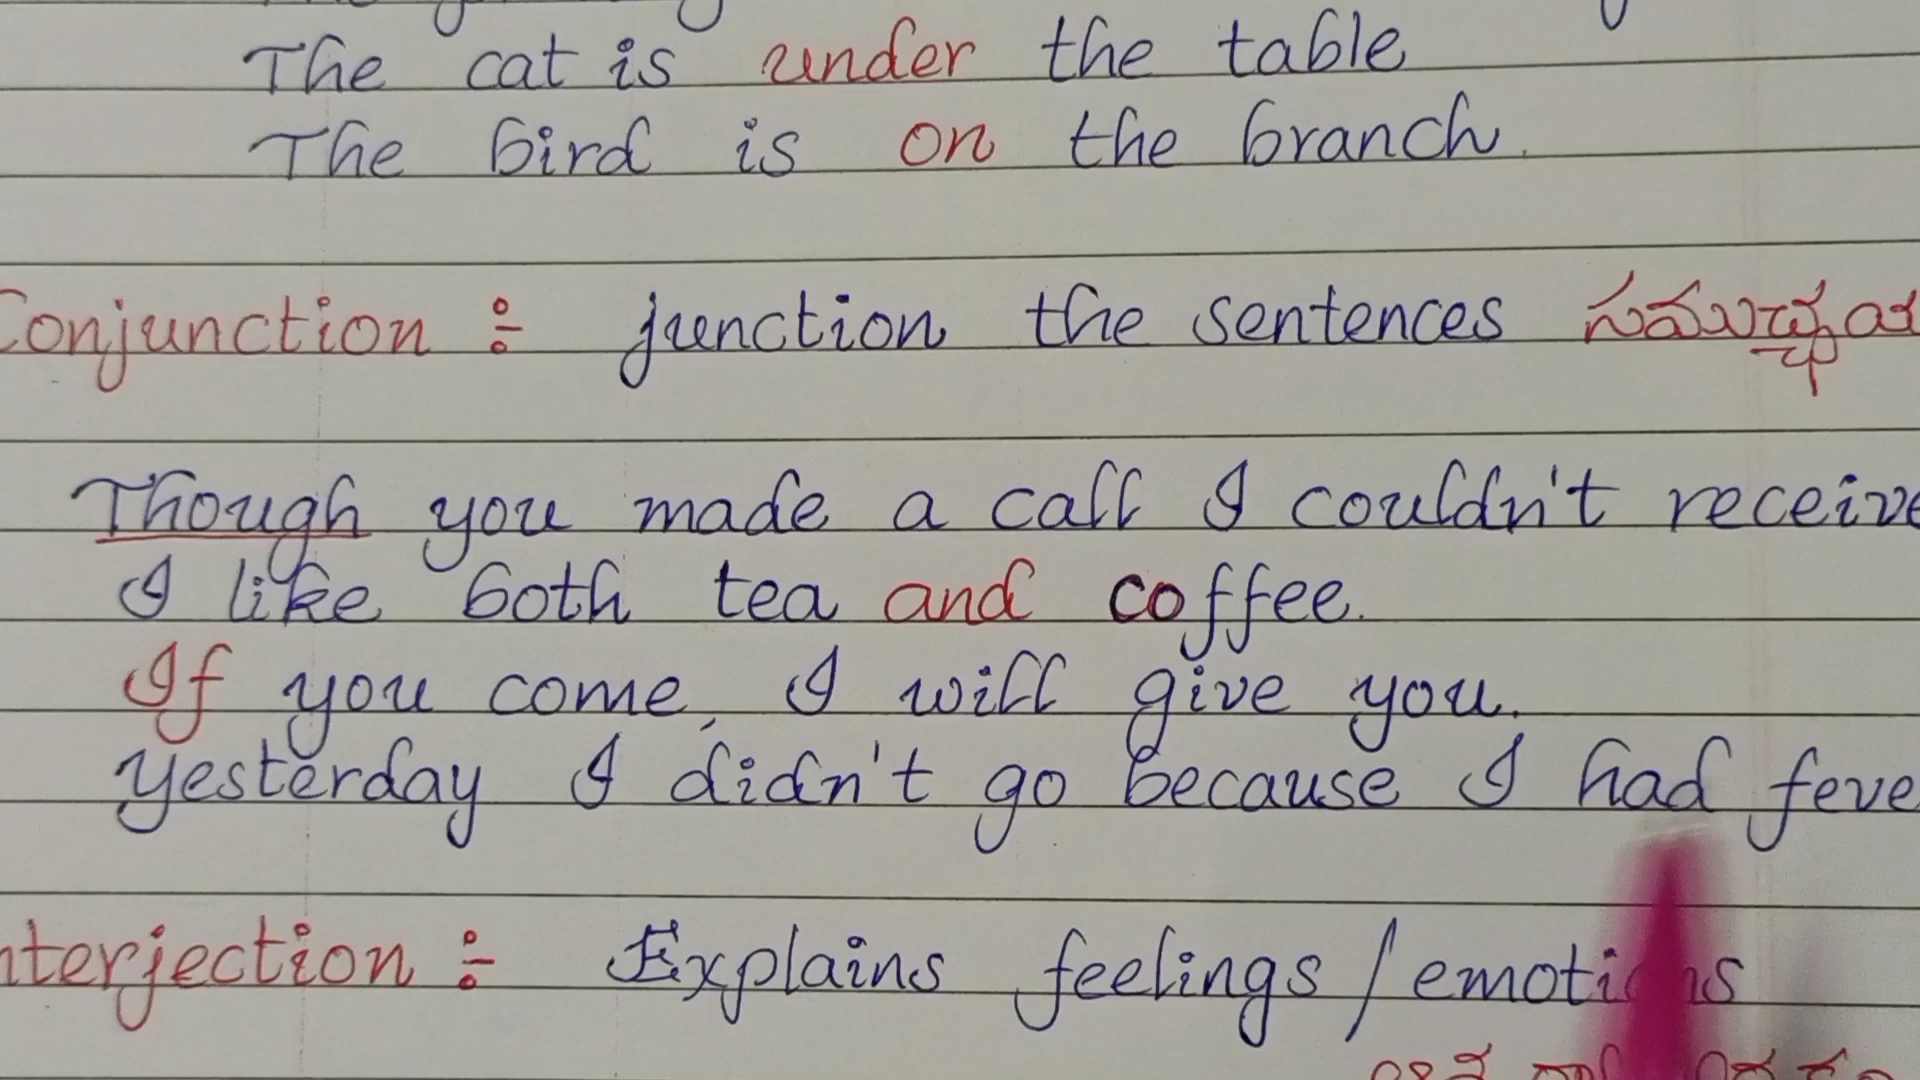 The cat is under the table
The bird is on the branch.
Conjunction ÷ junction the sentences
Though you made a call I couldn't receive
I like both tea and coffee.
If you come, I will give you.
yesterday I didn't go because I had feve
nterjection ÷ Explains feelings / emotions